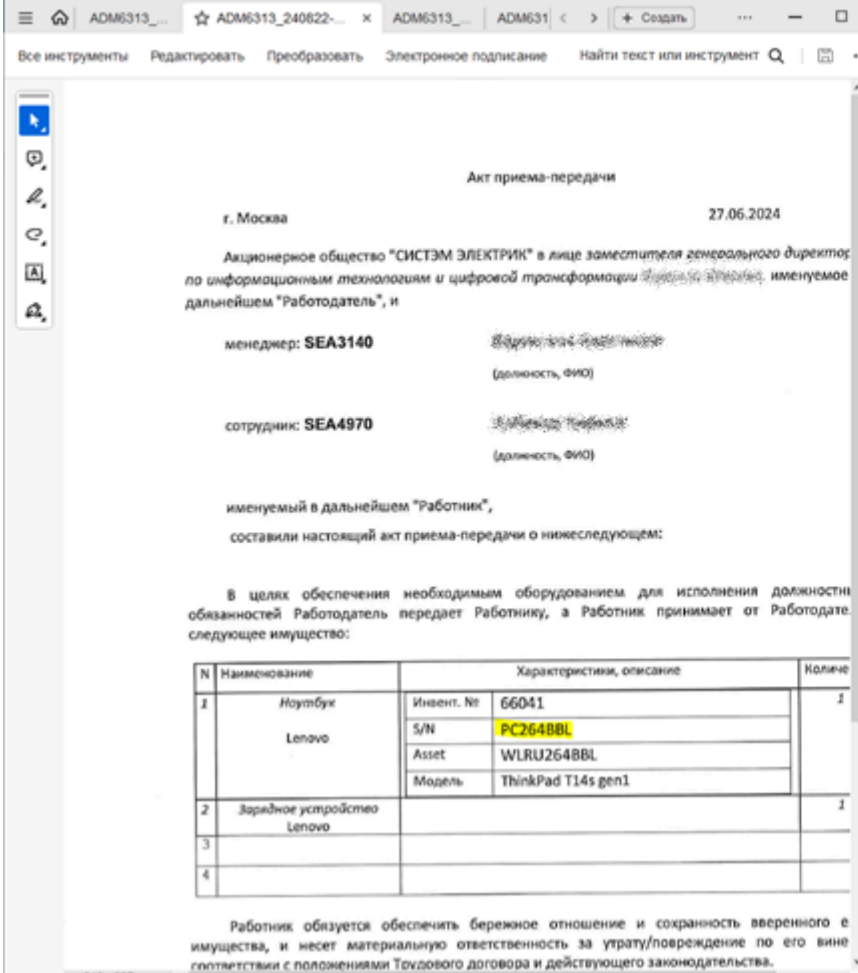 ADM6313_...
ADM6313_240822-...
ADM6313_...
ADM631
Создать
Все инструменты Редактировать Преобразовать Электронное подписание Найти текст или инструмент
Акт приема-передачи
г. Москва 27.06.2024
Акционерное общество "СИСТЭМ ЭЛЕКТРИК" в лице заместителя генерального директор
по информационным технологиям и цифровой трансформации именуемое
дальнейшем "Работодатель", и
менеджер: SEA3140
(должность, ФИО)
сотрудник: SEA4970
(должность, ФИО)
именуемый в дальнейшем "Работник",
составили настоящий акт приема-передачи о нижеследующем:
В целях обеспечения необходимым оборудованием для исполнения должностн
обязанностей Работодатель передает Работнику, а Работник принимает от Работодате
следующее имущество:
N Наименование Характеристики, описание Количе
1 Ноутбук Инвент. № 66041 1
S/N PC264BBL
Lenovo
Asset WLRU264BBL
Модель ThinkPad T14s gen1
2 Зарядное устройство 1
Lenovo
3
4
Работник обязуется обеспечить бережное отношение и сохранность вверенного е
имущества, и несет материальную ответственность за утрату/повреждение по его вине
соответствии с положениями Трудового договора и действующего законодательства.